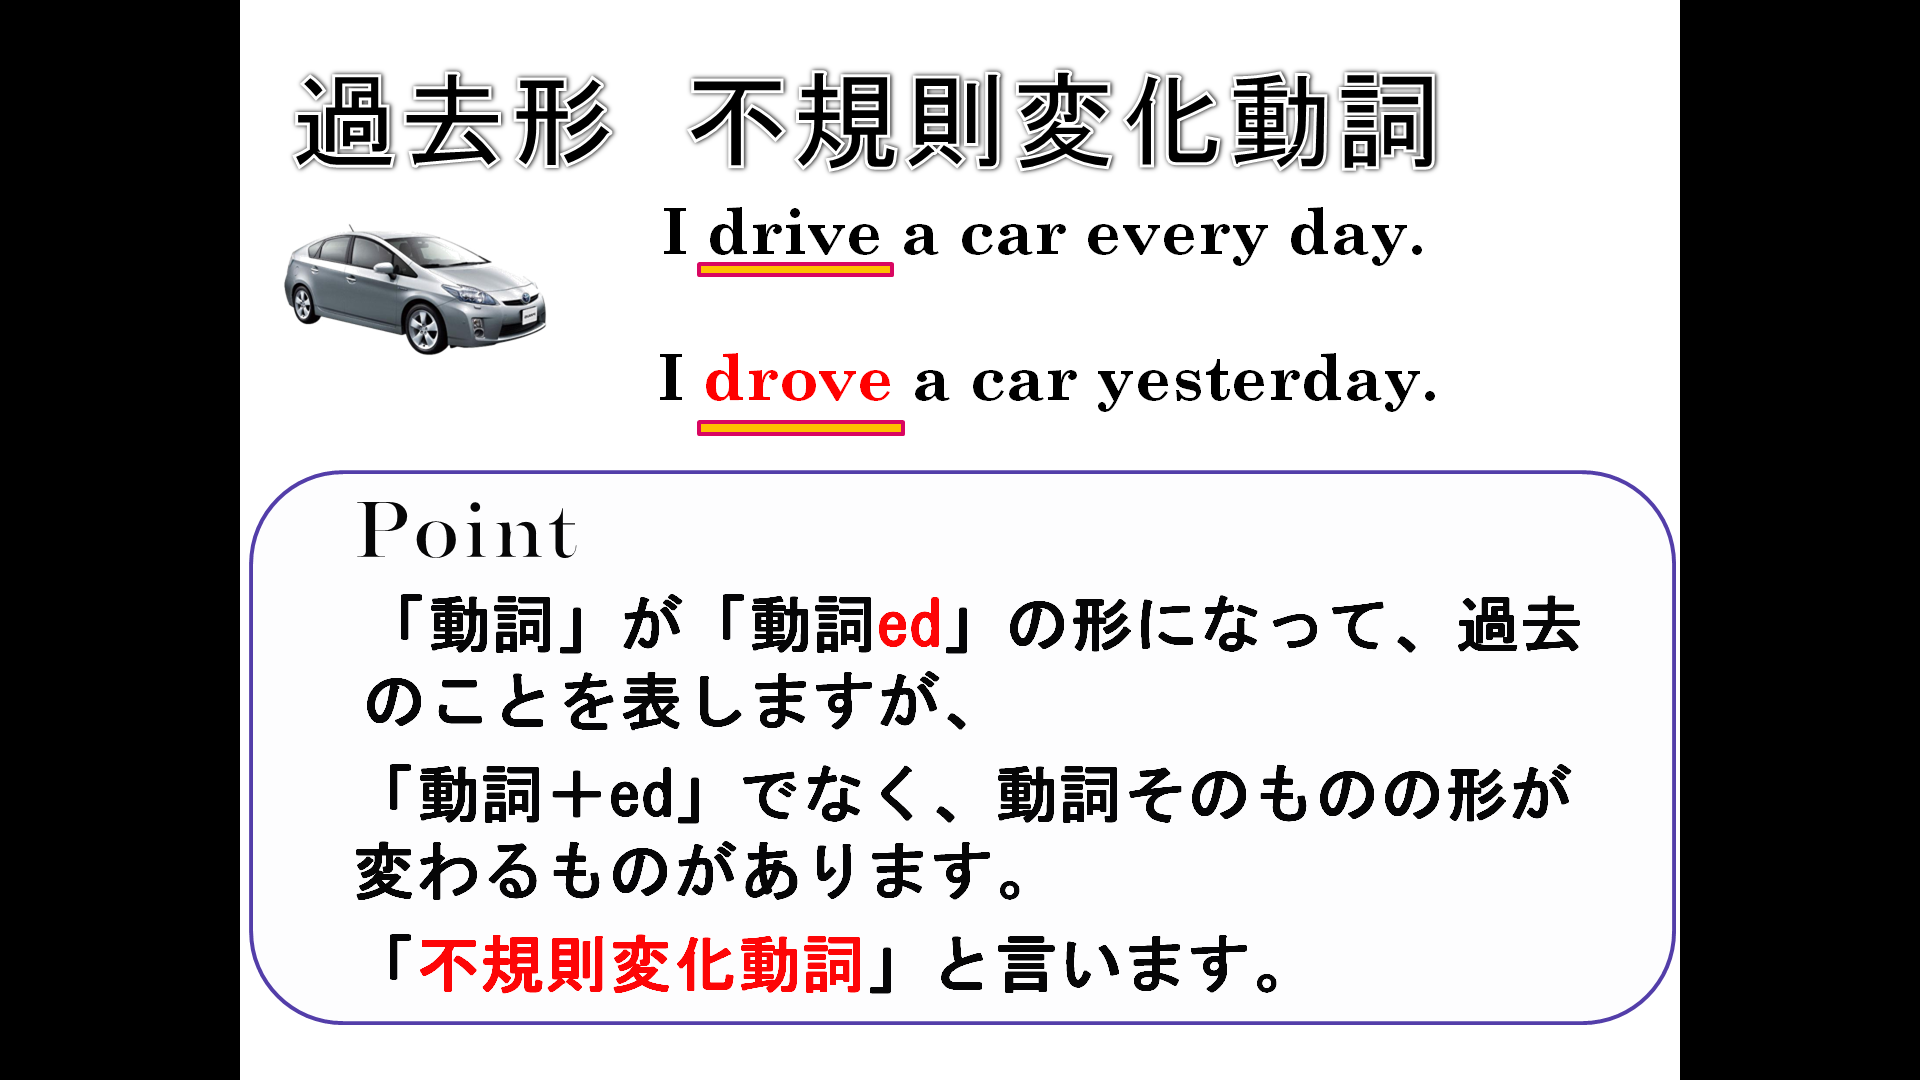 過去形　不規則変化動詞
I drive a car every day.
I drove a car yesterday.
Point
「動詞」が「動詞ed」の形になって、過去
のことを表しますが、
「動詞＋ed」でなく、動詞そのものの形が
変わるものがあります。
「不規則変化動詞」と言います。